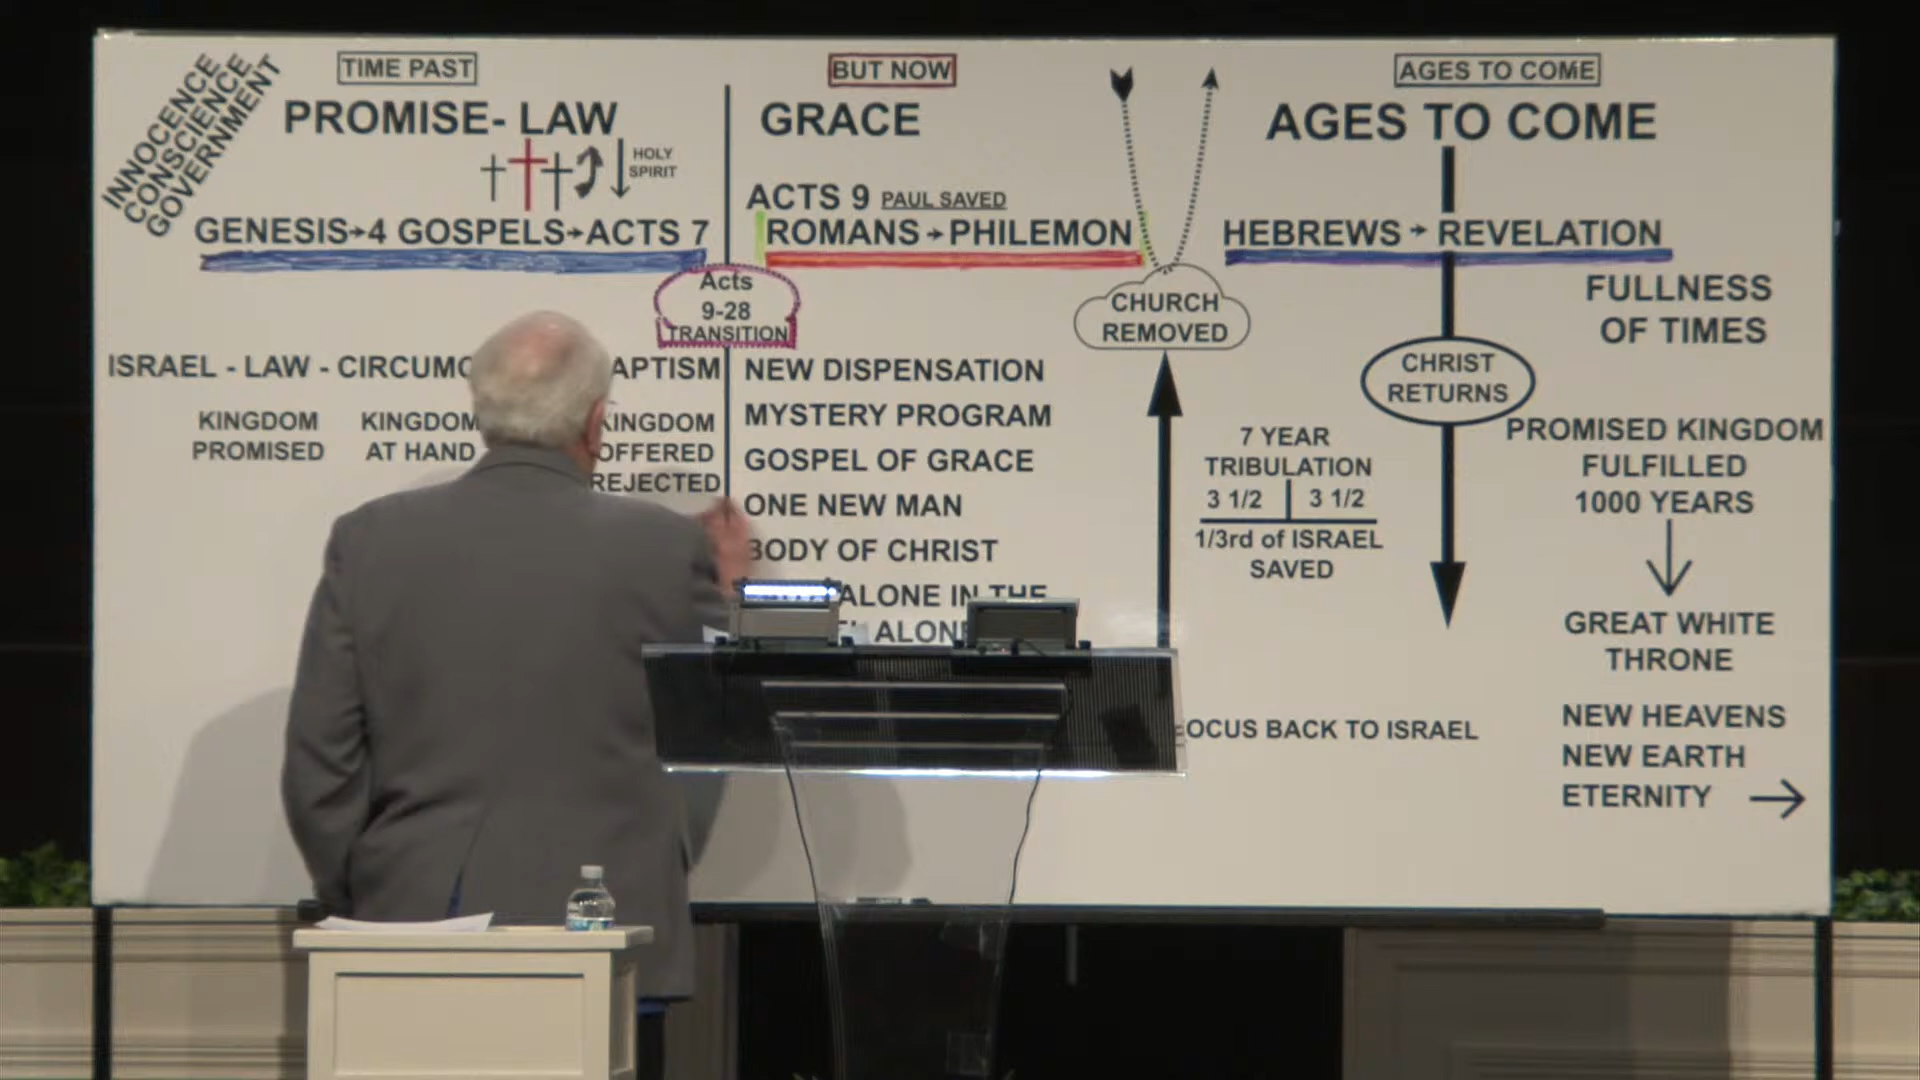 INNOCENCE
CONSCIENCE
GOVERNMENT
TIME PAST
PROMISE- LAW
HOLY
SPIRIT
GENESIS→4 GOSPELS→ACTS 7
ISRAEL - LAW - CIRCUMC APTISM
KINGDOM
PROMISED
KINGDOM
AT HAND
KINGDOM
OFFERED
REJECTED
Acts
9-28
TRANSITION
BUT NOW
GRACE
ACTS 9 PAUL SAVED
ROMANS→PHILEMON
NEW DISPENSATION
MYSTERY PROGRAM
GOSPEL OF GRACE
ONE NEW MAN
BODY OF CHRIST
ALONE IN THE
ALONE
CHURCH
REMOVED
AGES TO COME
AGES TO COME
HEBREWS→REVELATION
7 YEAR
TRIBULATION
3 1/2 3 1/2
1/3rd of ISRAEL
SAVED
OCUS BACK TO ISRAEL
CHRIST
RETURNS
FULLNESS
OF TIMES
PROMISED KINGDOM
FULFILLED
1000 YEARS
GREAT WHITE
THRONE
NEW HEAVENS
NEW EARTH
ETERNITY →